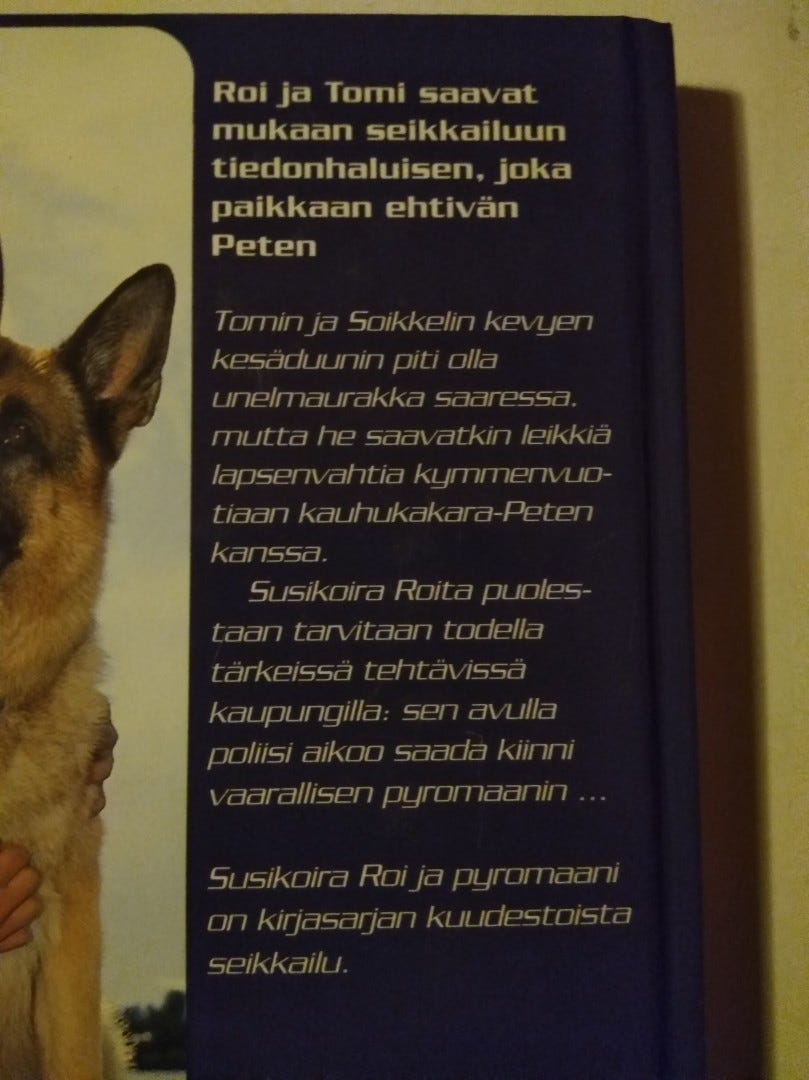 Roi ja Tomi saavat
mukaan seikkailuun
tiedonhaluisen, joka
paikkaan ehtivän
Peten
Tomin ja Soikkelin kevyen
kesäduunin piti olla
unelmaurakka saaressa,
mutta he saavatkin leikkiä
lapsenvahtia kymmenvuo-
tiaan kauhukakara-Peten
kanssa.
Susikoira Roita puoles-
taan tarvitaan todella
tärkeissä tehtävissä
kaupungilla: sen avulla
poliisi aikoo saada kiinni
vaarallisen pyromaanin ...
Susikoira Roi ja pyromaani
on kirjasarjan kuudestoista
seikkailu.